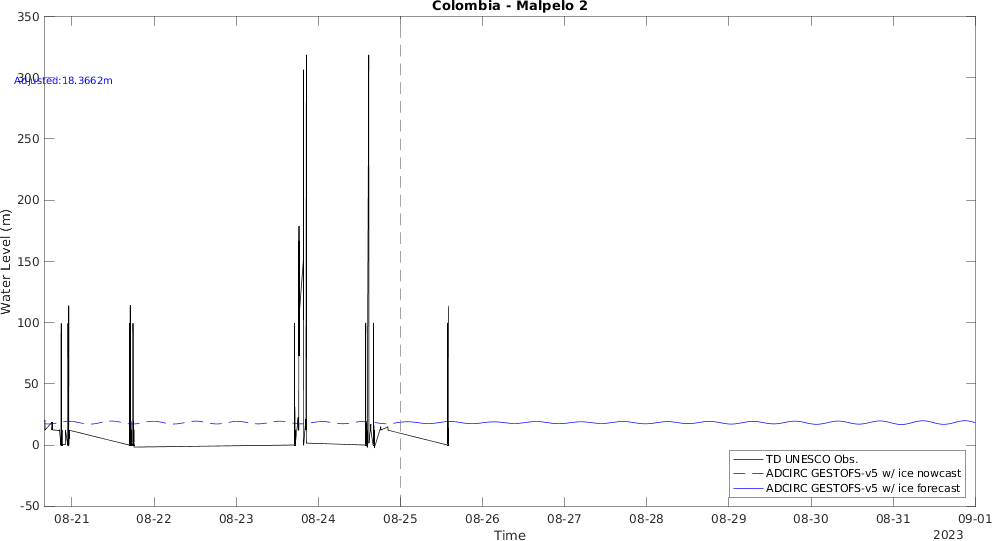 Colombia - Malpelo 2
350
300
Adjusted:18.3662m
250
200
150
100
50
0
-50
Water Level (m)
TD UNESCO Obs.
ADCIRC GESTOFS-v5 w/ ice nowcast
ADCIRC GESTOFS-v5 w/ ice forecast
08-21 08-22 08-23 08-24 08-25 08-26 08-27 08-28 08-29 08-30 08-31 09-01
Time
2023